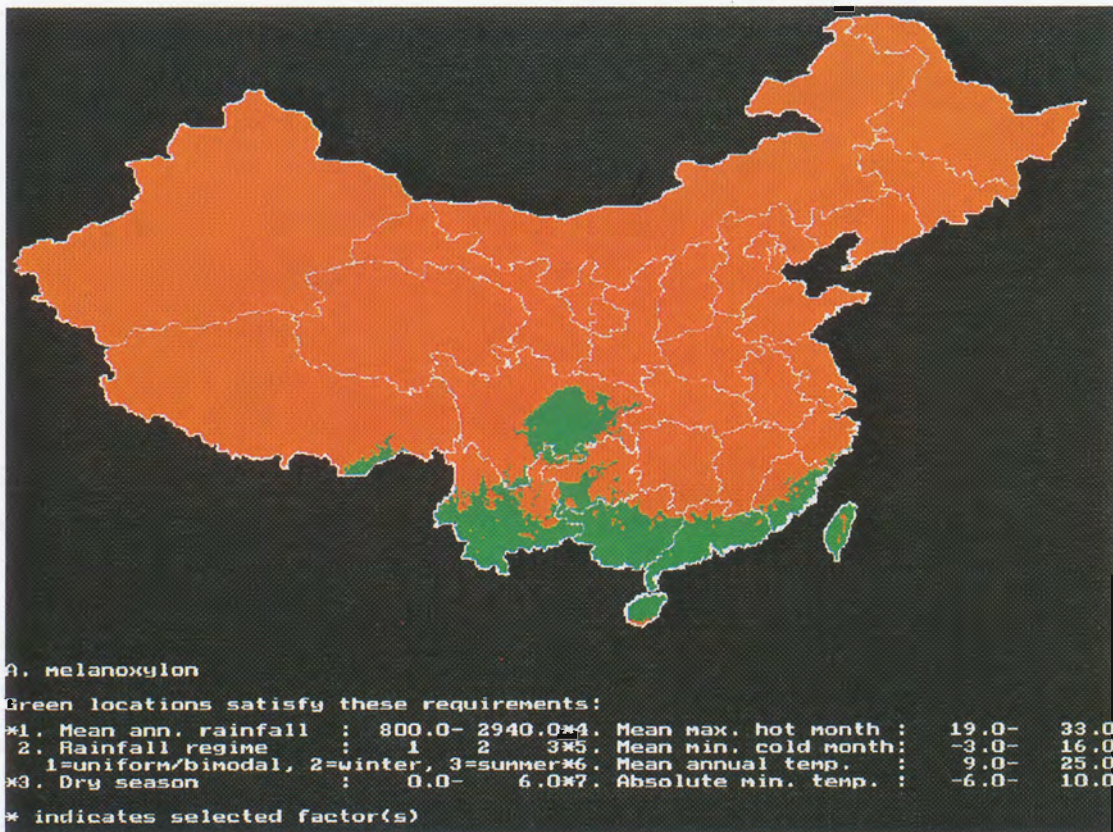 A. melanoxylon
Green locations satisfy these requirements:
*1. Mean ann. rainfall : 800.0- 2940.0*4. Mean max. hot month : 19.0- 33.0
2. Rainfall regime : 1 2 3*5. Mean min. cold month: -3.0- 16.0
1=uniform/bimodal, 2=winter, 3=summer*6. Mean annual temp. : 9.0- 25.0
*3. Dry season : 0.0- 6.0*7. Absolute min. temp. : -6.0- 10.0
* indicates selected factor(s)